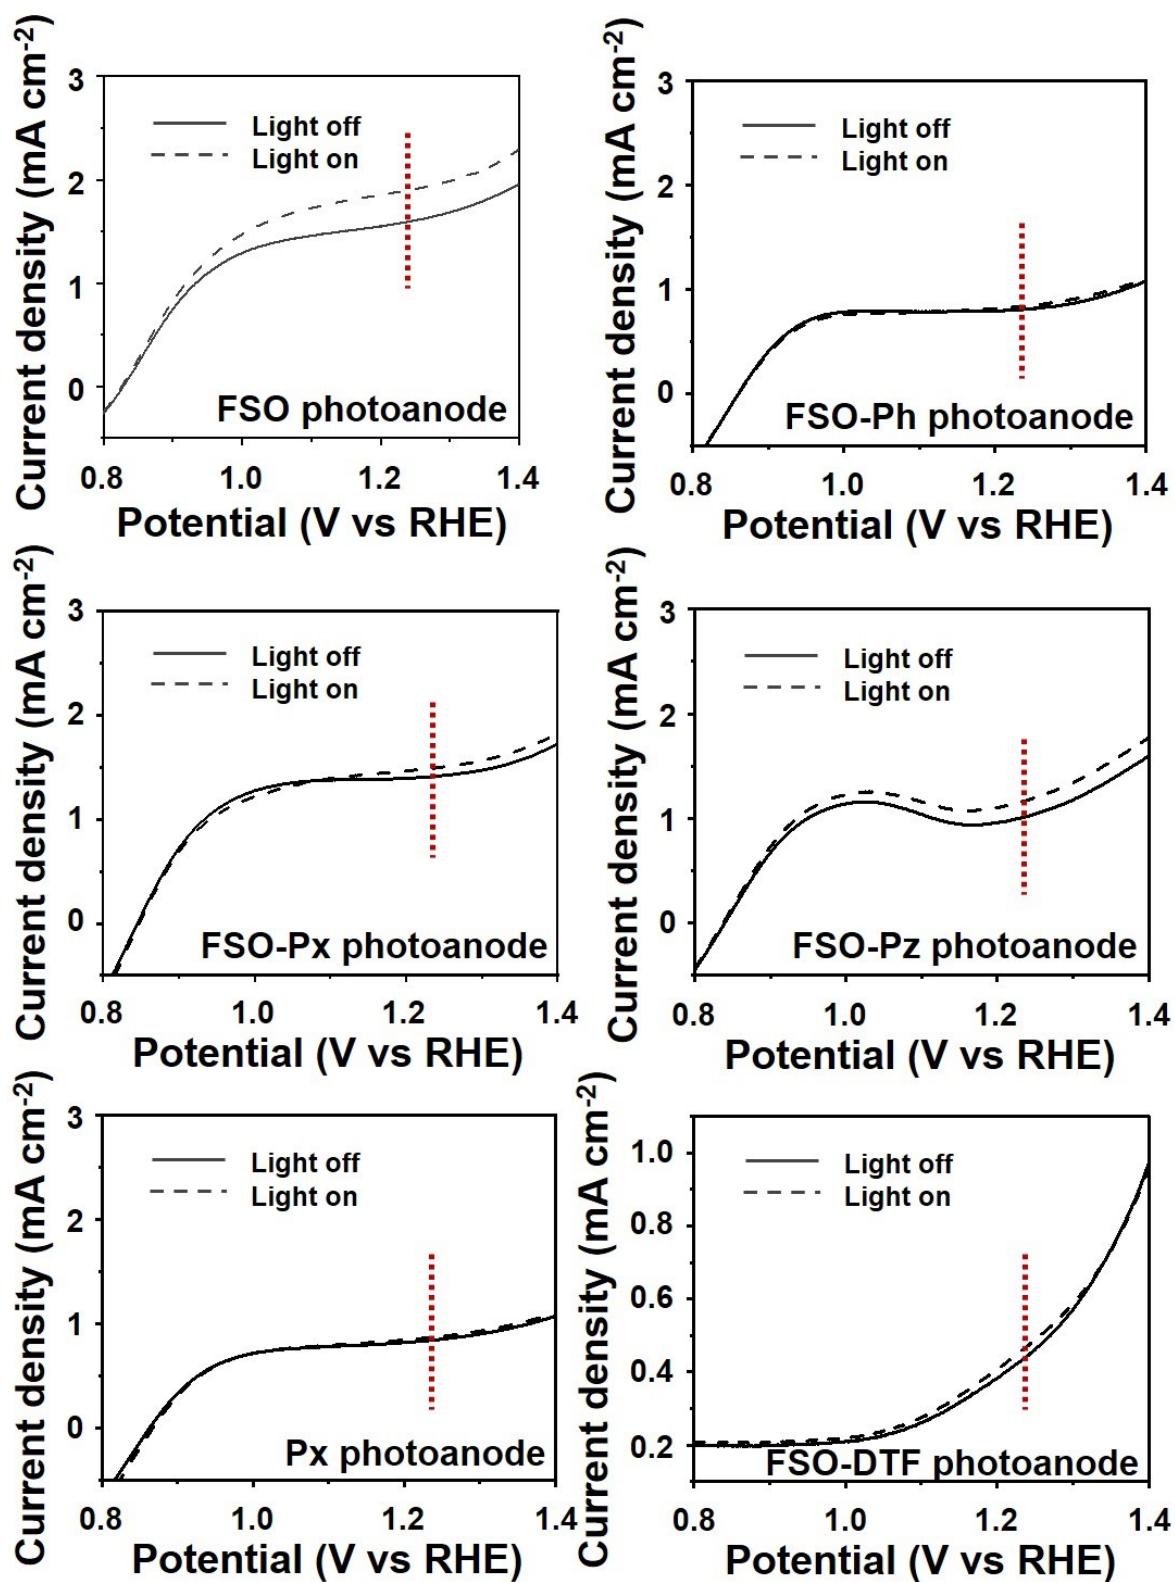 Current density (mA cm-2)
3
2
1
0
Light off
Light on
FSO photoanode
0.8 1.0 1.2 1.4
Potential (V vs RHE)
Current density (mA cm-2)
3
2
1
0
Light off
Light on
FSO-Ph photoanode
0.8 1.0 1.2 1.4
Potential (V vs RHE)
Current density (mA cm-2)
3
2
1
0
Light off
Light on
FSO-Px photoanode
0.8 1.0 1.2 1.4
Potential (V vs RHE)
Current density (mA cm-2)
3
2
1
0
Light off
Light on
FSO-Pz photoanode
0.8 1.0 1.2 1.4
Potential (V vs RHE)
Current density (mA cm-2)
3
2
1
0
Light off
Light on
Px photoanode
0.8 1.0 1.2 1.4
Potential (V vs RHE)
Current density (mA cm-2)
1.0
0.8
0.6
0.4
0.2
Light off
Light on
FSO-DTF photoanode
0.8 1.0 1.2 1.4
Potential (V vs RHE)